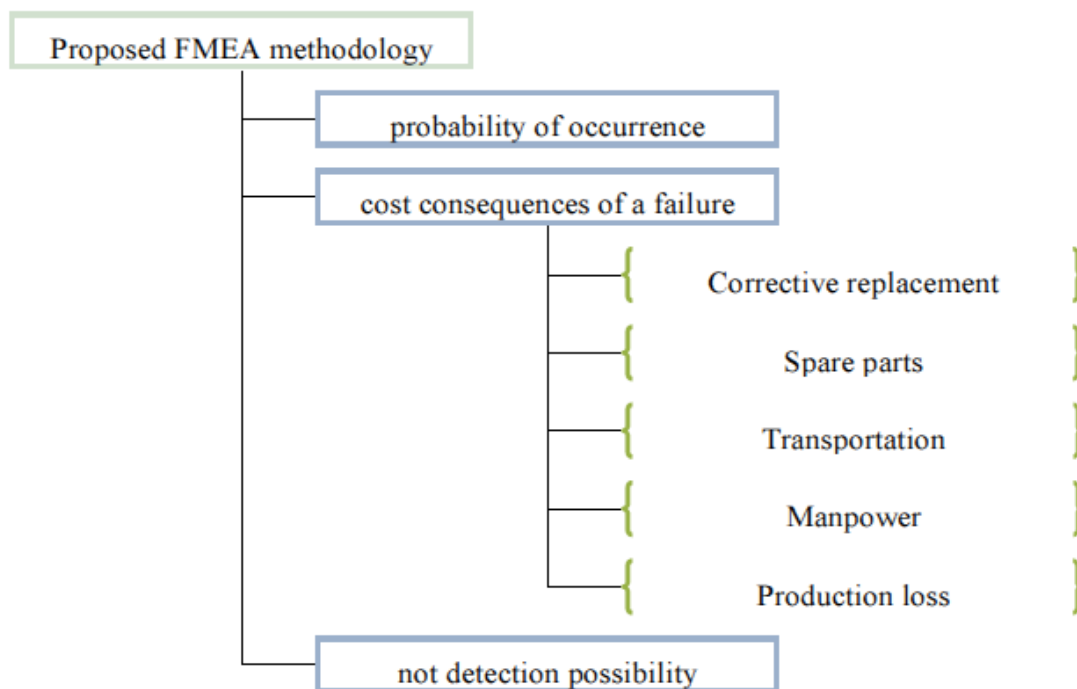 Proposed FMEA methodology
probability of occurrence
cost consequences of a failure
Corrective replacement
Spare parts
Transportation
Manpower
Production loss
not detection possibility